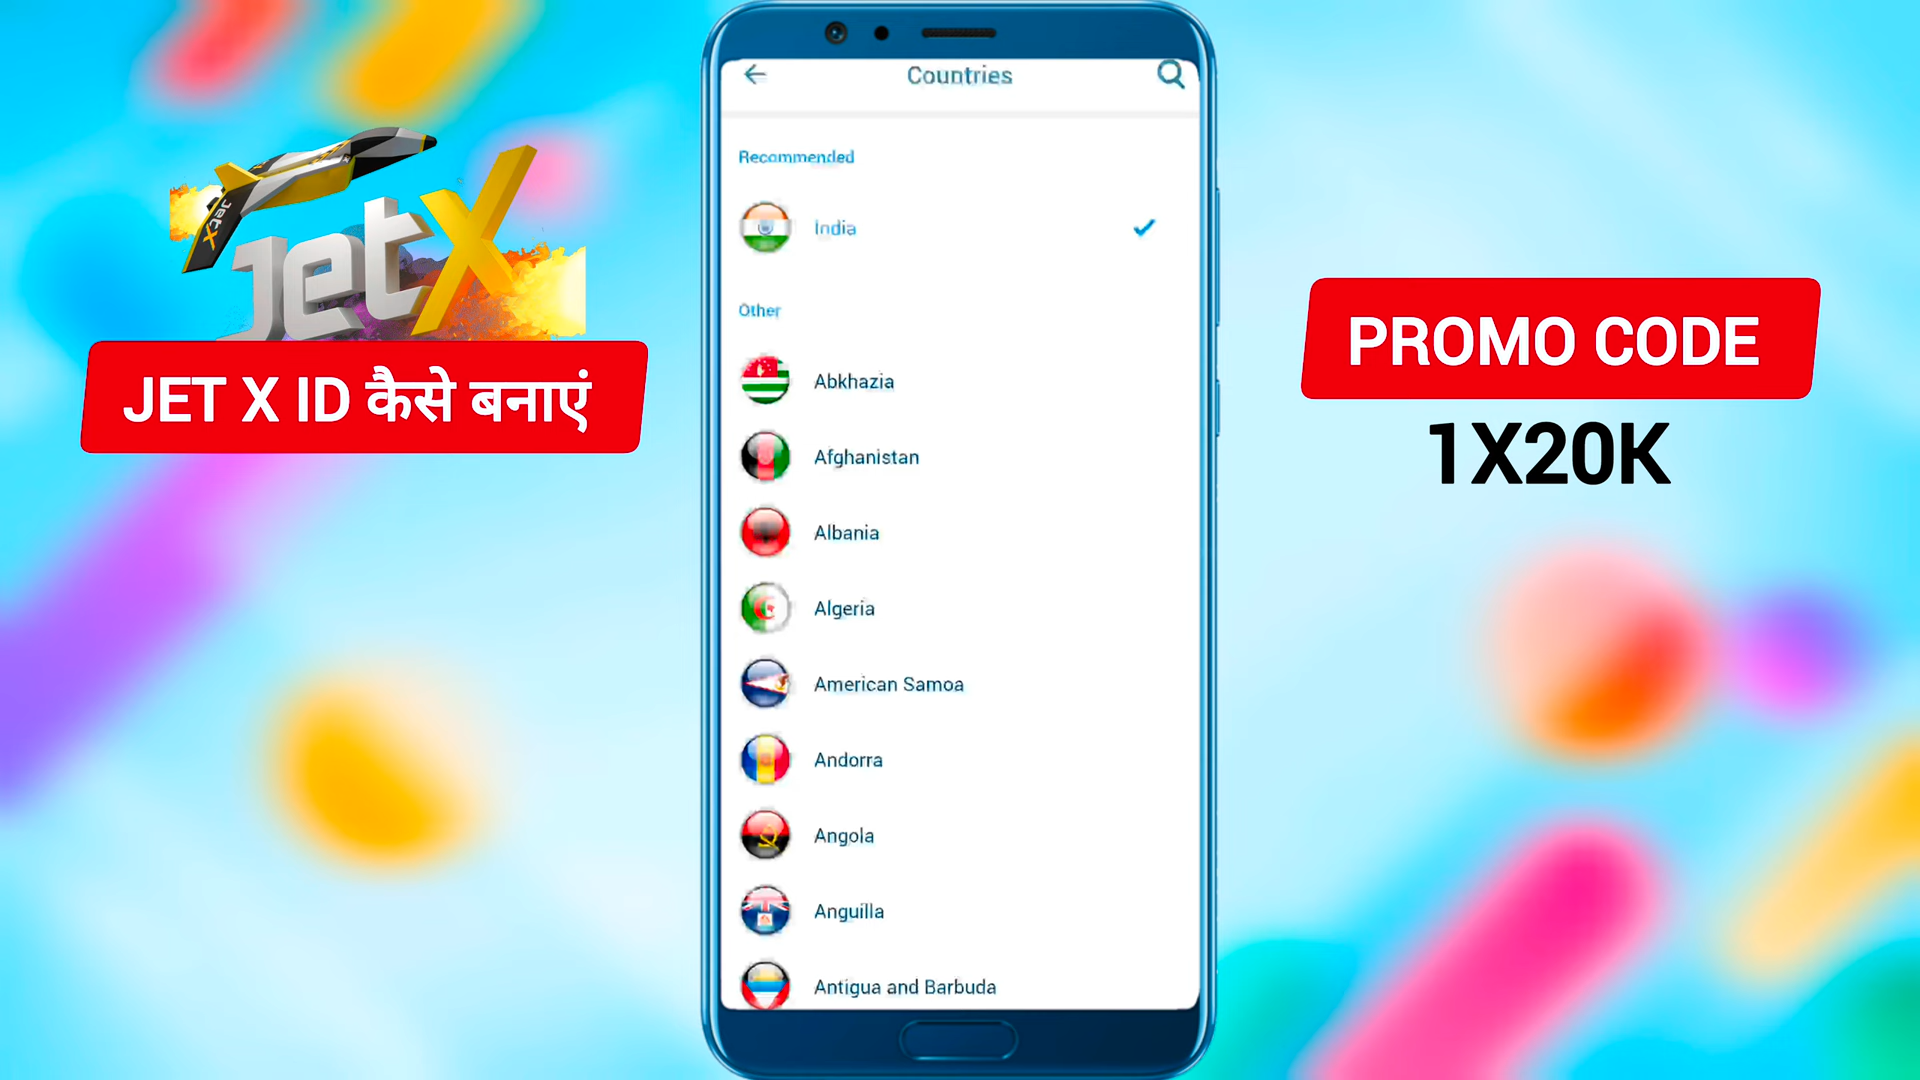 JetX
JetX
JET X ID कैसे बनाएं
Countries
Recommended
India
Other
Abkhazia
Afghanistan
Albania
Algeria
American Samoa
Andorra
Angola
Anguilla
Antigua and Barbuda
PROMO CODE
1X20K